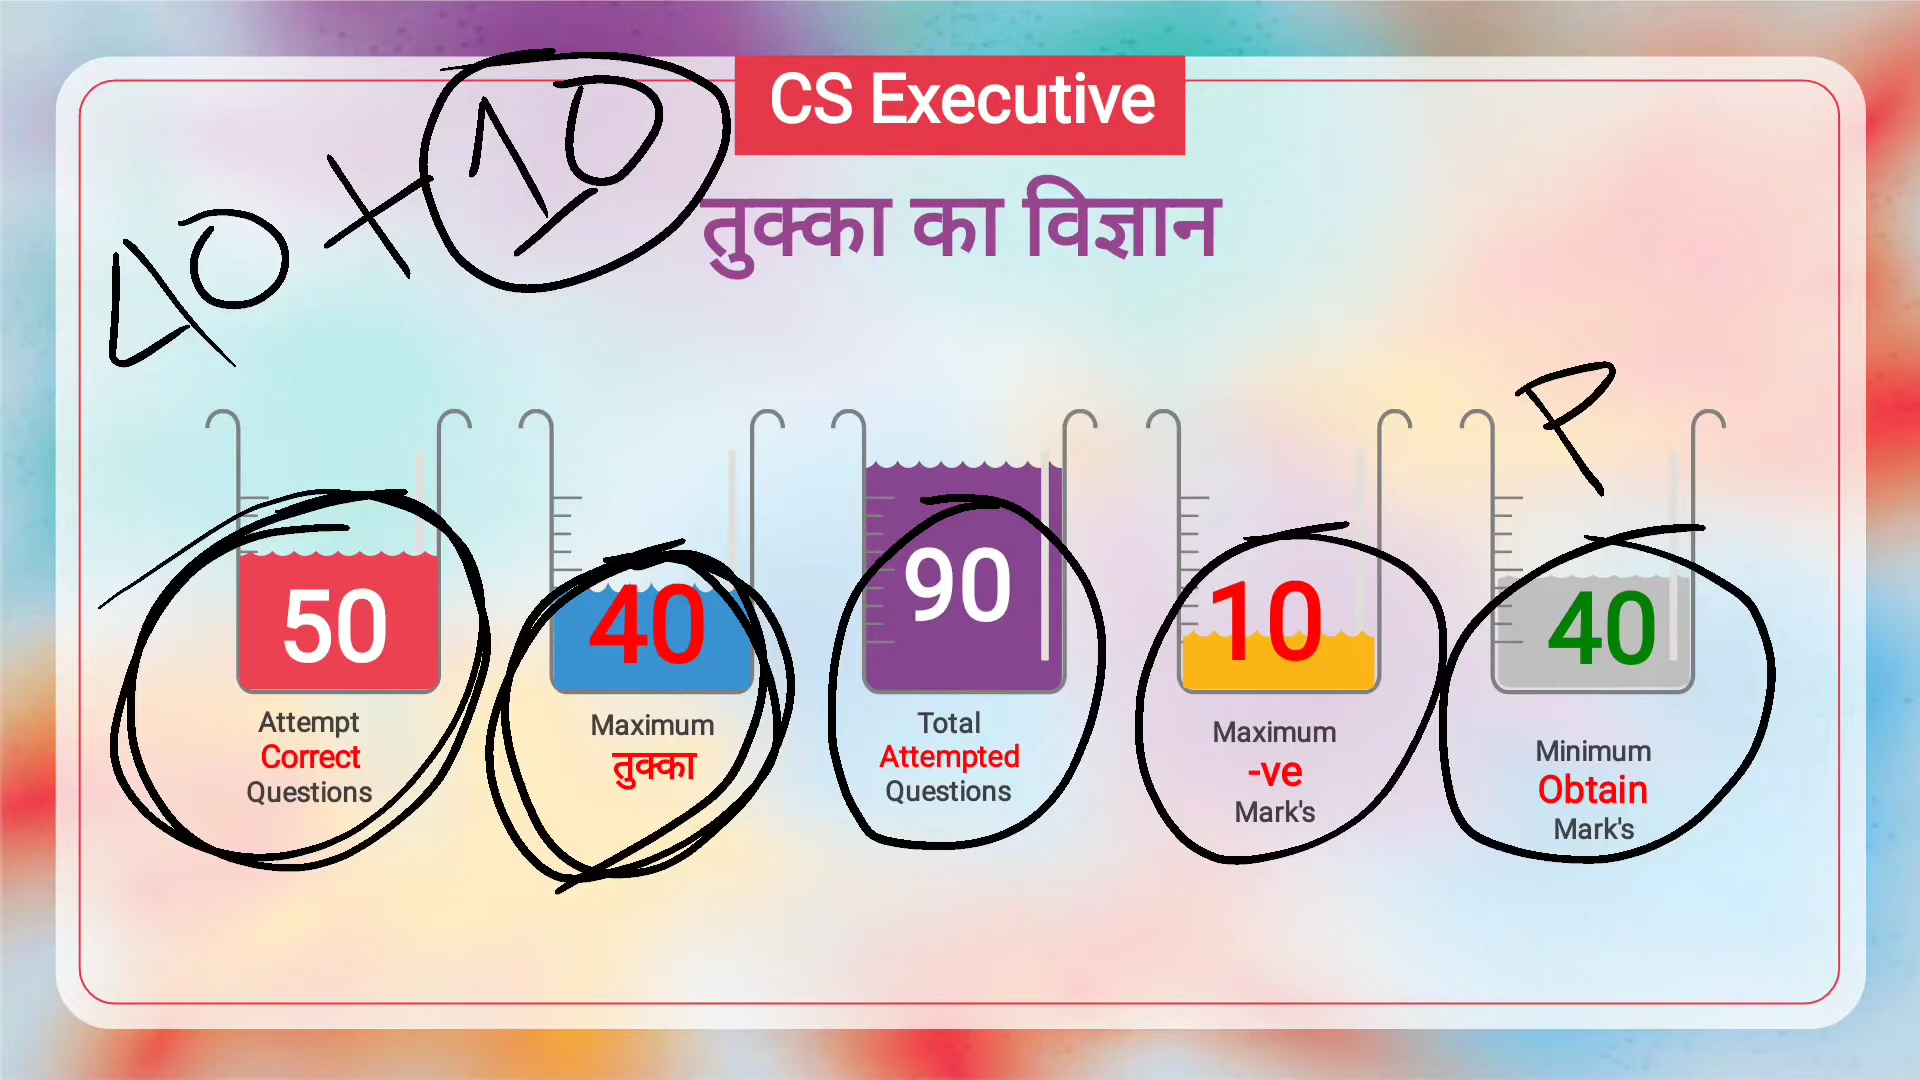 CS Executive
तुक्का का विज्ञान
40 + 10
P
50
Attempt
Correct
Questions
40
Maximum
तुक्का
90
Total
Attempted
Questions
10
Maximum
-ve
Mark's
40
Minimum
Obtain
Mark's